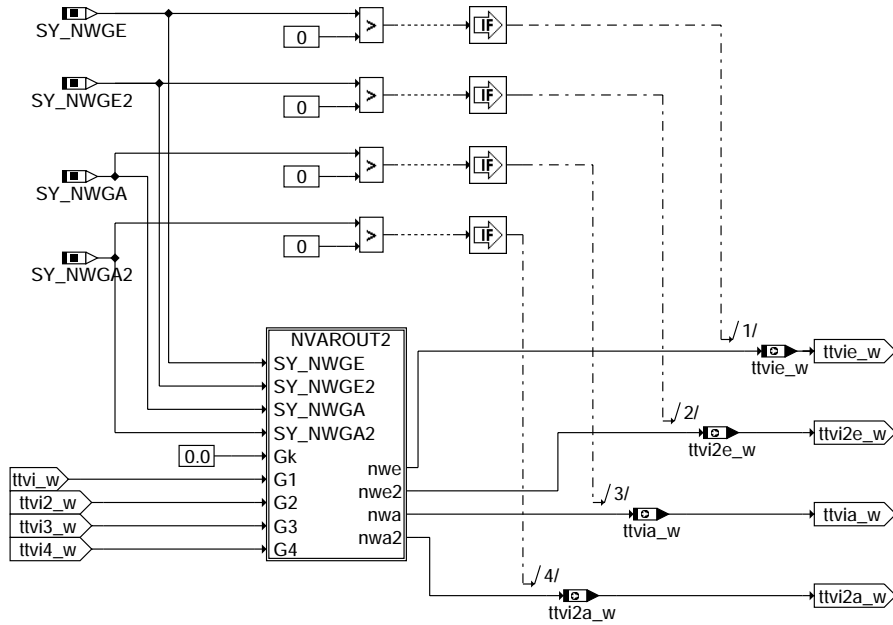 SY_NWGE
0
>
IF
SY_NWGE2
0
>
IF
SY_NWGA
0
>
IF
SY_NWGA2
0
>
IF
NVAROUT2
SY_NWGE
SY_NWGE2
SY_NWGA
SY_NWGA2
0.0
Gk
G1
G2
G3
G4
nwe
nwe2
nwa
nwa2
ttvi_w
ttvi2_w
ttvi3_w
ttvi4_w
1/
ttvie_w
ttvie_w
2/
ttvi2e_w
ttvi2e_w
3/
ttvia_w
ttvia_w
4/
ttvi2a_w
ttvi2a_w